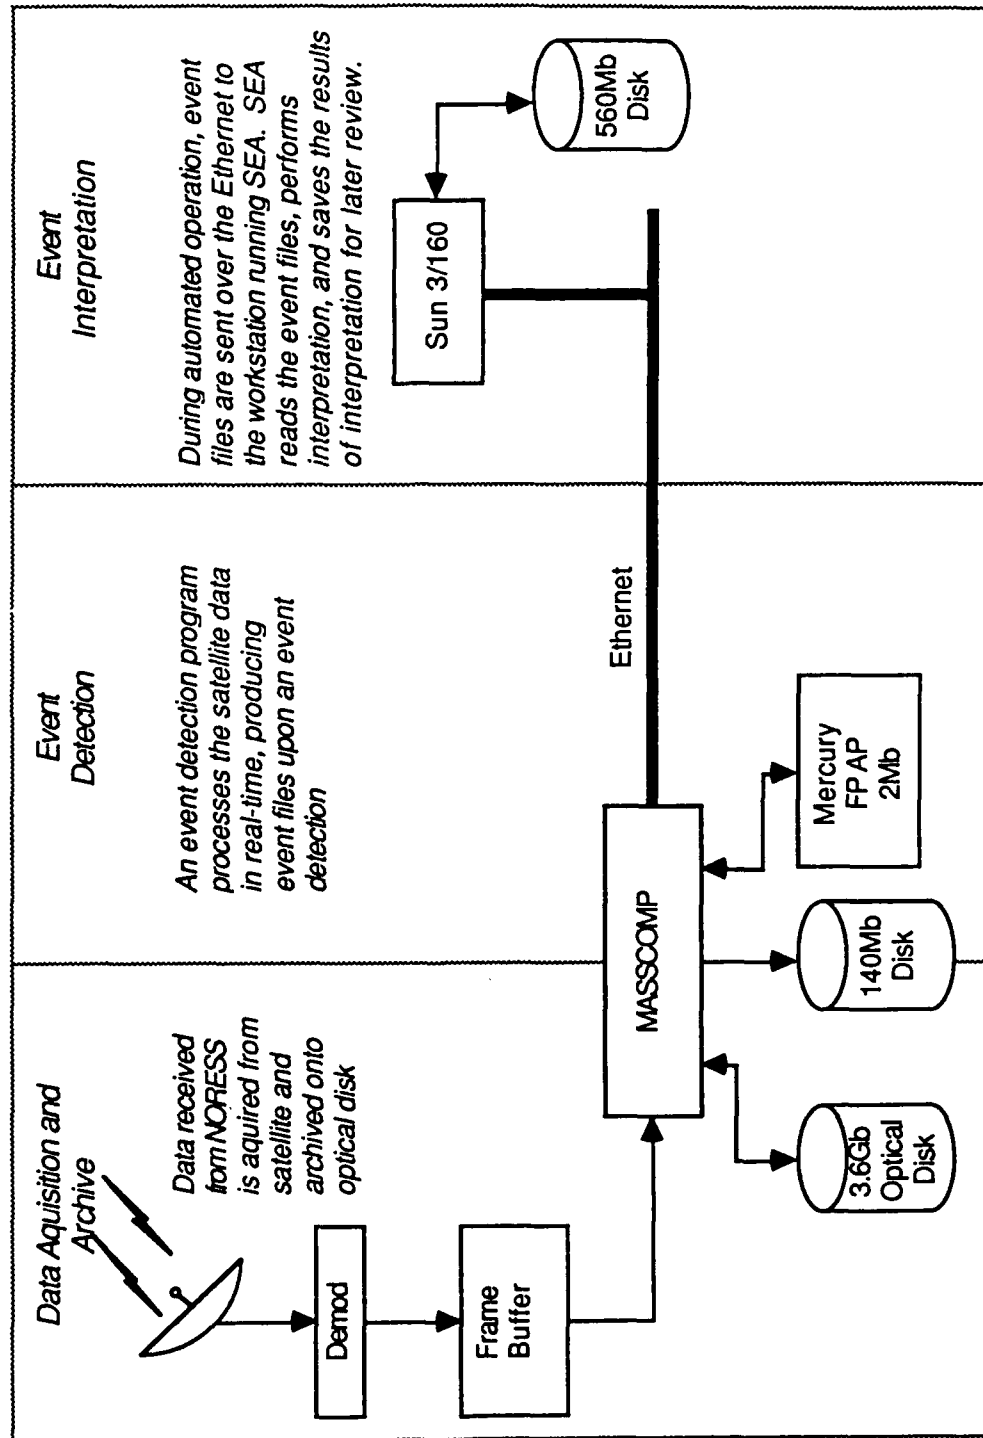 Data Aquisition and
Archive
Data received
from NORESS
is aquired from
satellite and
archived onto
optical disk
Demod
Frame
Buffer
3.6Gb
Optical
Disk
Event
Detection
An event detection program
processes the satellite data
in real-time, producing
event files upon an event
detection
MASSCOMP
140Mb
Disk
Mercury
FP AP
2Mb
Ethernet
Event
Interpretation
During automated operation, event
files are sent over the Ethernet to
the workstation running SEA. SEA
reads the event files, performs
interpretation, and saves the results
of interpretation for later review.
Sun 3/160
560Mb
Disk